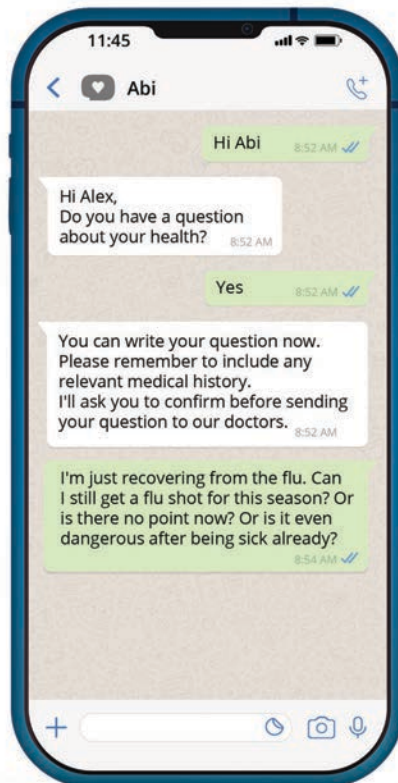 11:45
Abi
Hi Abi
8:52 AM
Hi Alex,
Do you have a question
about your health?
8:52 AM
Yes
8:52 AM
You can write your question now.
Please remember to include any
relevant medical history.
I'll ask you to confirm before sending
your question to our doctors.
8:52 AM
I'm just recovering from the flu. Can
I still get a flu shot for this season? Or
is there no point now? Or is it even
dangerous after being sick already?
8:54 AM